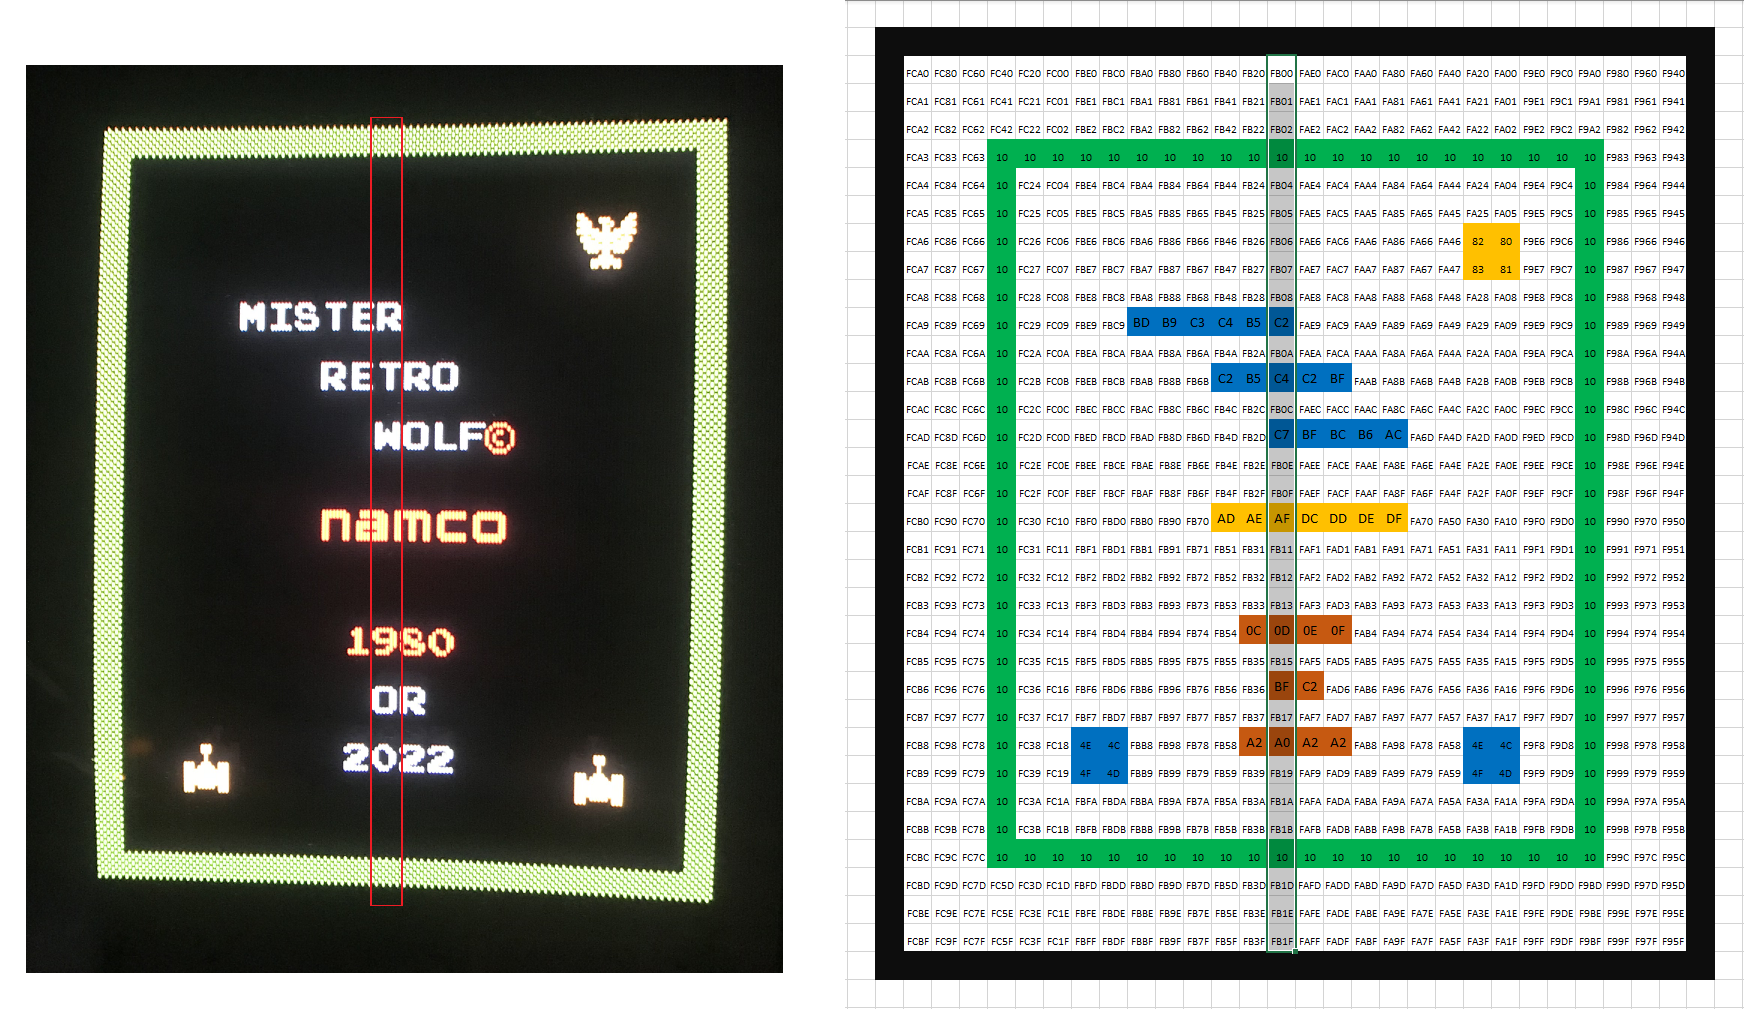 MISTER
RETRO
WOLF©
namco
1980
OR
2022
FCA0 FC80 FC60 FC40 FC20 FC00 FBE0 FBC0 FBA0 FB80 FB60 FB40 FB20 FB00 FAE0 FAC0 FAA0 FA80 FA60 FA40 FA20 FA00 F9E0 F9C0 F9A0 F980 F960 F940
FCA1 FC81 FC61 FC41 FC21 FC01 FBE1 FBC1 FBA1 FB81 FB61 FB41 FB21 FB01 FAE1 FAC1 FAA1 FA81 FA61 FA41 FA21 FA01 F9E1 F9C1 F9A1 F981 F961 F941
FCA2 FC82 FC62 FC42 FC22 FC02 FBE2 FBC2 FBA2 FB82 FB62 FB42 FB22 FB02 FAE2 FAC2 FAA2 FA82 FA62 FA42 FA22 FA02 F9E2 F9C2 F9A2 F982 F962 F942
FCA3 FC83 FC63 10 10 10 10 10 10 10 10 10 10 10 10 10 10 10 10 10 10 10 10 10 10 F983 F963 F943
FCA4 FC84 FC64 10 FC24 FC04 FBE4 FBC4 FBA4 FB84 FB64 FB44 FB24 FB04 FAE4 FAC4 FAA4 FA84 FA64 FA44 FA24 FA04 F9E4 F9C4 10 F984 F964 F944
FCA5 FC85 FC65 10 FC25 FC05 FBE5 FBC5 FBA5 FB85 FB65 FB45 FB25 FB05 FAE5 FAC5 FAA5 FA85 FA65 FA45 FA25 FA05 F9E5 F9C5 10 F985 F965 F945
FCA6 FC86 FC66 10 FC26 FC06 FBE6 FBC6 FBA6 FB86 FB66 FB46 FB26 FB06 FAE6 FAC6 FAA6 FA86 FA66 FA46 82 80 F9E6 F9C6 10 F986 F966 F946
FCA7 FC87 FC67 10 FC27 FC07 FBE7 FBC7 FBA7 FB87 FB67 FB47 FB27 FB07 FAE7 FAC7 FAA7 FA87 FA67 FA47 83 81 F9E7 F9C7 10 F987 F967 F947
FCA8 FC88 FC68 10 FC28 FC08 FBE8 FBC8 FBA8 FB88 FB68 FB48 FB28 FB08 FAE8 FAC8 FAA8 FA88 FA68 FA48 FA28 FA08 F9E8 F9C8 10 F988 F968 F948
FCA9 FC89 FC69 10 FC29 FC09 FBE9 FBC9 BD B9 C3 C4 B5 C2 FAE9 FAC9 FAA9 FA89 FA69 FA49 FA29 FA09 F9E9 F9C9 10 F989 F969 F949
FCAA FC8A FC6A 10 FC2A FC0A FBEA FBCA FBAA FB8A FB6A FB4A FB2A FB0A FAEA FACA FAAA FA8A FA6A FA4A FA2A FA0A F9EA F9CA 10 F98A F96A F94A
FCAB FC8B FC6B 10 FC2B FC0B FBEB FBCB FBAB FB8B FB6B C2 B5 C4 C2 BF FAAB FA8B FA6B FA4B FA2B FA0B F9EB F9CB 10 F98B F96B F94B
FCAC FC8C FC6C 10 FC2C FC0C FBEC FBCC FBAC FB8C FB6C FB4C FB2C FB0C FAEC FACC FAAC FA8C FA6C FA4C FA2C FA0C F9EC F9CC 10 F98C F96C F94C
FCAD FC8D FC6D 10 FC2D FC0D FBED FBCD FBAD FB8D FB6D FB4D FB2D C7 BF BC B6 AC FA6D FA4D FA2D FA0D F9ED F9CD 10 F98D F96D F94D
FCAE FC8E FC6E 10 FC2E FC0E FBEE FBCE FBAE FB8E FB6E FB4E FB2E FB0E FAEE FACE FAAE FA8E FA6E FA4E FA2E FA0E F9EE F9CE 10 F98E F96E F94E
FCAF FC8F FC6F 10 FC2F FC0F FBEF FBCF FBAF FB8F FB6F FB4F FB2F FB0F FAEF FACF FAAF FA8F FA6F FA4F FA2F FA0F F9EF F9CF 10 F98F F96F F94F
FCB0 FC90 FC70 10 FC30 FC10 FBF0 FBD0 FBB0 FB90 FB70 AD AE AF DC DD DE DF FA70 FA50 FA30 FA10 F9F0 F9D0 10 F990 F970 F950
FCB1 FC91 FC71 10 FC31 FC11 FBF1 FBD1 FBB1 FB91 FB71 FB51 FB31 FB11 FAF1 FAD1 FAB1 FA91 FA71 FA51 FA31 FA11 F9F1 F9D1 10 F991 F971 F951
FCB2 FC92 FC72 10 FC32 FC12 FBF2 FBD2 FBB2 FB92 FB72 FB52 FB32 FB12 FAF2 FAD2 FAB2 FA92 FA72 FA52 FA32 FA12 F9F2 F9D2 10 F992 F972 F952
FCB3 FC93 FC73 10 FC33 FC13 FBF3 FBD3 FBB3 FB93 FB73 FB53 FB33 FB13 FAF3 FAD3 FAB3 FA93 FA73 FA53 FA33 FA13 F9F3 F9D3 10 F993 F973 F953
FCB4 FC94 FC74 10 FC34 FC14 FBF4 FBD4 FBB4 FB94 FB74 FB54 0C 0D 0E 0F FAB4 FA94 FA74 FA54 FA34 FA14 F9F4 F9D4 10 F994 F974 F954
FCB5 FC95 FC75 10 FC35 FC15 FBF5 FBD5 FBB5 FB95 FB75 FB55 FB35 FB15 FAF5 FAD5 FAB5 FA95 FA75 FA55 FA35 FA15 F9F5 F9D5 10 F995 F975 F955
FCB6 FC96 FC76 10 FC36 FC16 FBF6 FBD6 FBB6 FB96 FB76 FB56 FB36 BF C2 FAD6 FAB6 FA96 FA76 FA56 FA36 FA16 F9F6 F9D6 10 F996 F976 F956
FCB7 FC97 FC77 10 FC37 FC17 FBF7 FBD7 FBB7 FB97 FB77 FB57 FB37 FB17 FAF7 FAD7 FAB7 FA97 FA77 FA57 FA37 FA17 F9F7 F9D7 10 F997 F977 F957
FCB8 FC98 FC78 10 FC38 FC18 4E 4C FBB8 FB98 FB78 FB58 A2 A0 A2 A2 FAB8 FA98 FA78 FA58 4E 4C F9F8 F9D8 10 F998 F978 F958
FCB9 FC99 FC79 10 FC39 FC19 4F 4D FBB9 FB99 FB79 FB59 FB39 FB19 FAF9 FAD9 FAB9 FA99 FA79 FA59 4F 4D F9F9 F9D9 10 F999 F979 F959
FCBA FC9A FC7A 10 FC3A FC1A FBFA FBDA FBBA FB9A FB7A FB5A FB3A FB1A FAFA FADA FABA FA9A FA7A FA5A FA3A FA1A F9FA F9DA 10 F99A F97A F95A
FCBB FC9B FC7B 10 FC3B FC1B FBFB FBDB FBBB FB9B FB7B FB5B FB3B FB1B FAFB FADB FABB FA9B FA7B FA5B FA3B FA1B F9FB F9DB 10 F99B F97B F95B
FCBC FC9C FC7C 10 10 10 10 10 10 10 10 10 10 10 10 10 10 10 10 10 10 10 10 10 10 F99C F97C F95C
FCBD FC9D FC7D FC5D FC3D FC1D FBFD FBDD FBBD FB9D FB7D FB5D FB3D FB1D FAFD FADD FABD FA9D FA7D FA5D FA3D FA1D F9FD F9DD F9BD F99D F97D F95D
FCBE FC9E FC7E FC5E FC3E FC1E FBFE FBDE FBBE FB9E FB7E FB5E FB3E FB1E FAFE FADE FABE FA9E FA7E FA5E FA3E FA1E F9FE F9DE F9BE F99E F97E F95E
FCBF FC9F FC7F FC5F FC3F FC1F FBFF FBDF FBBF FB9F FB7F FB5F FB3F FB1F FAFF FADF FABF FA9F FA7F FA5F FA3F FA1F F9FF F9DF F9BF F99F F97F F95F